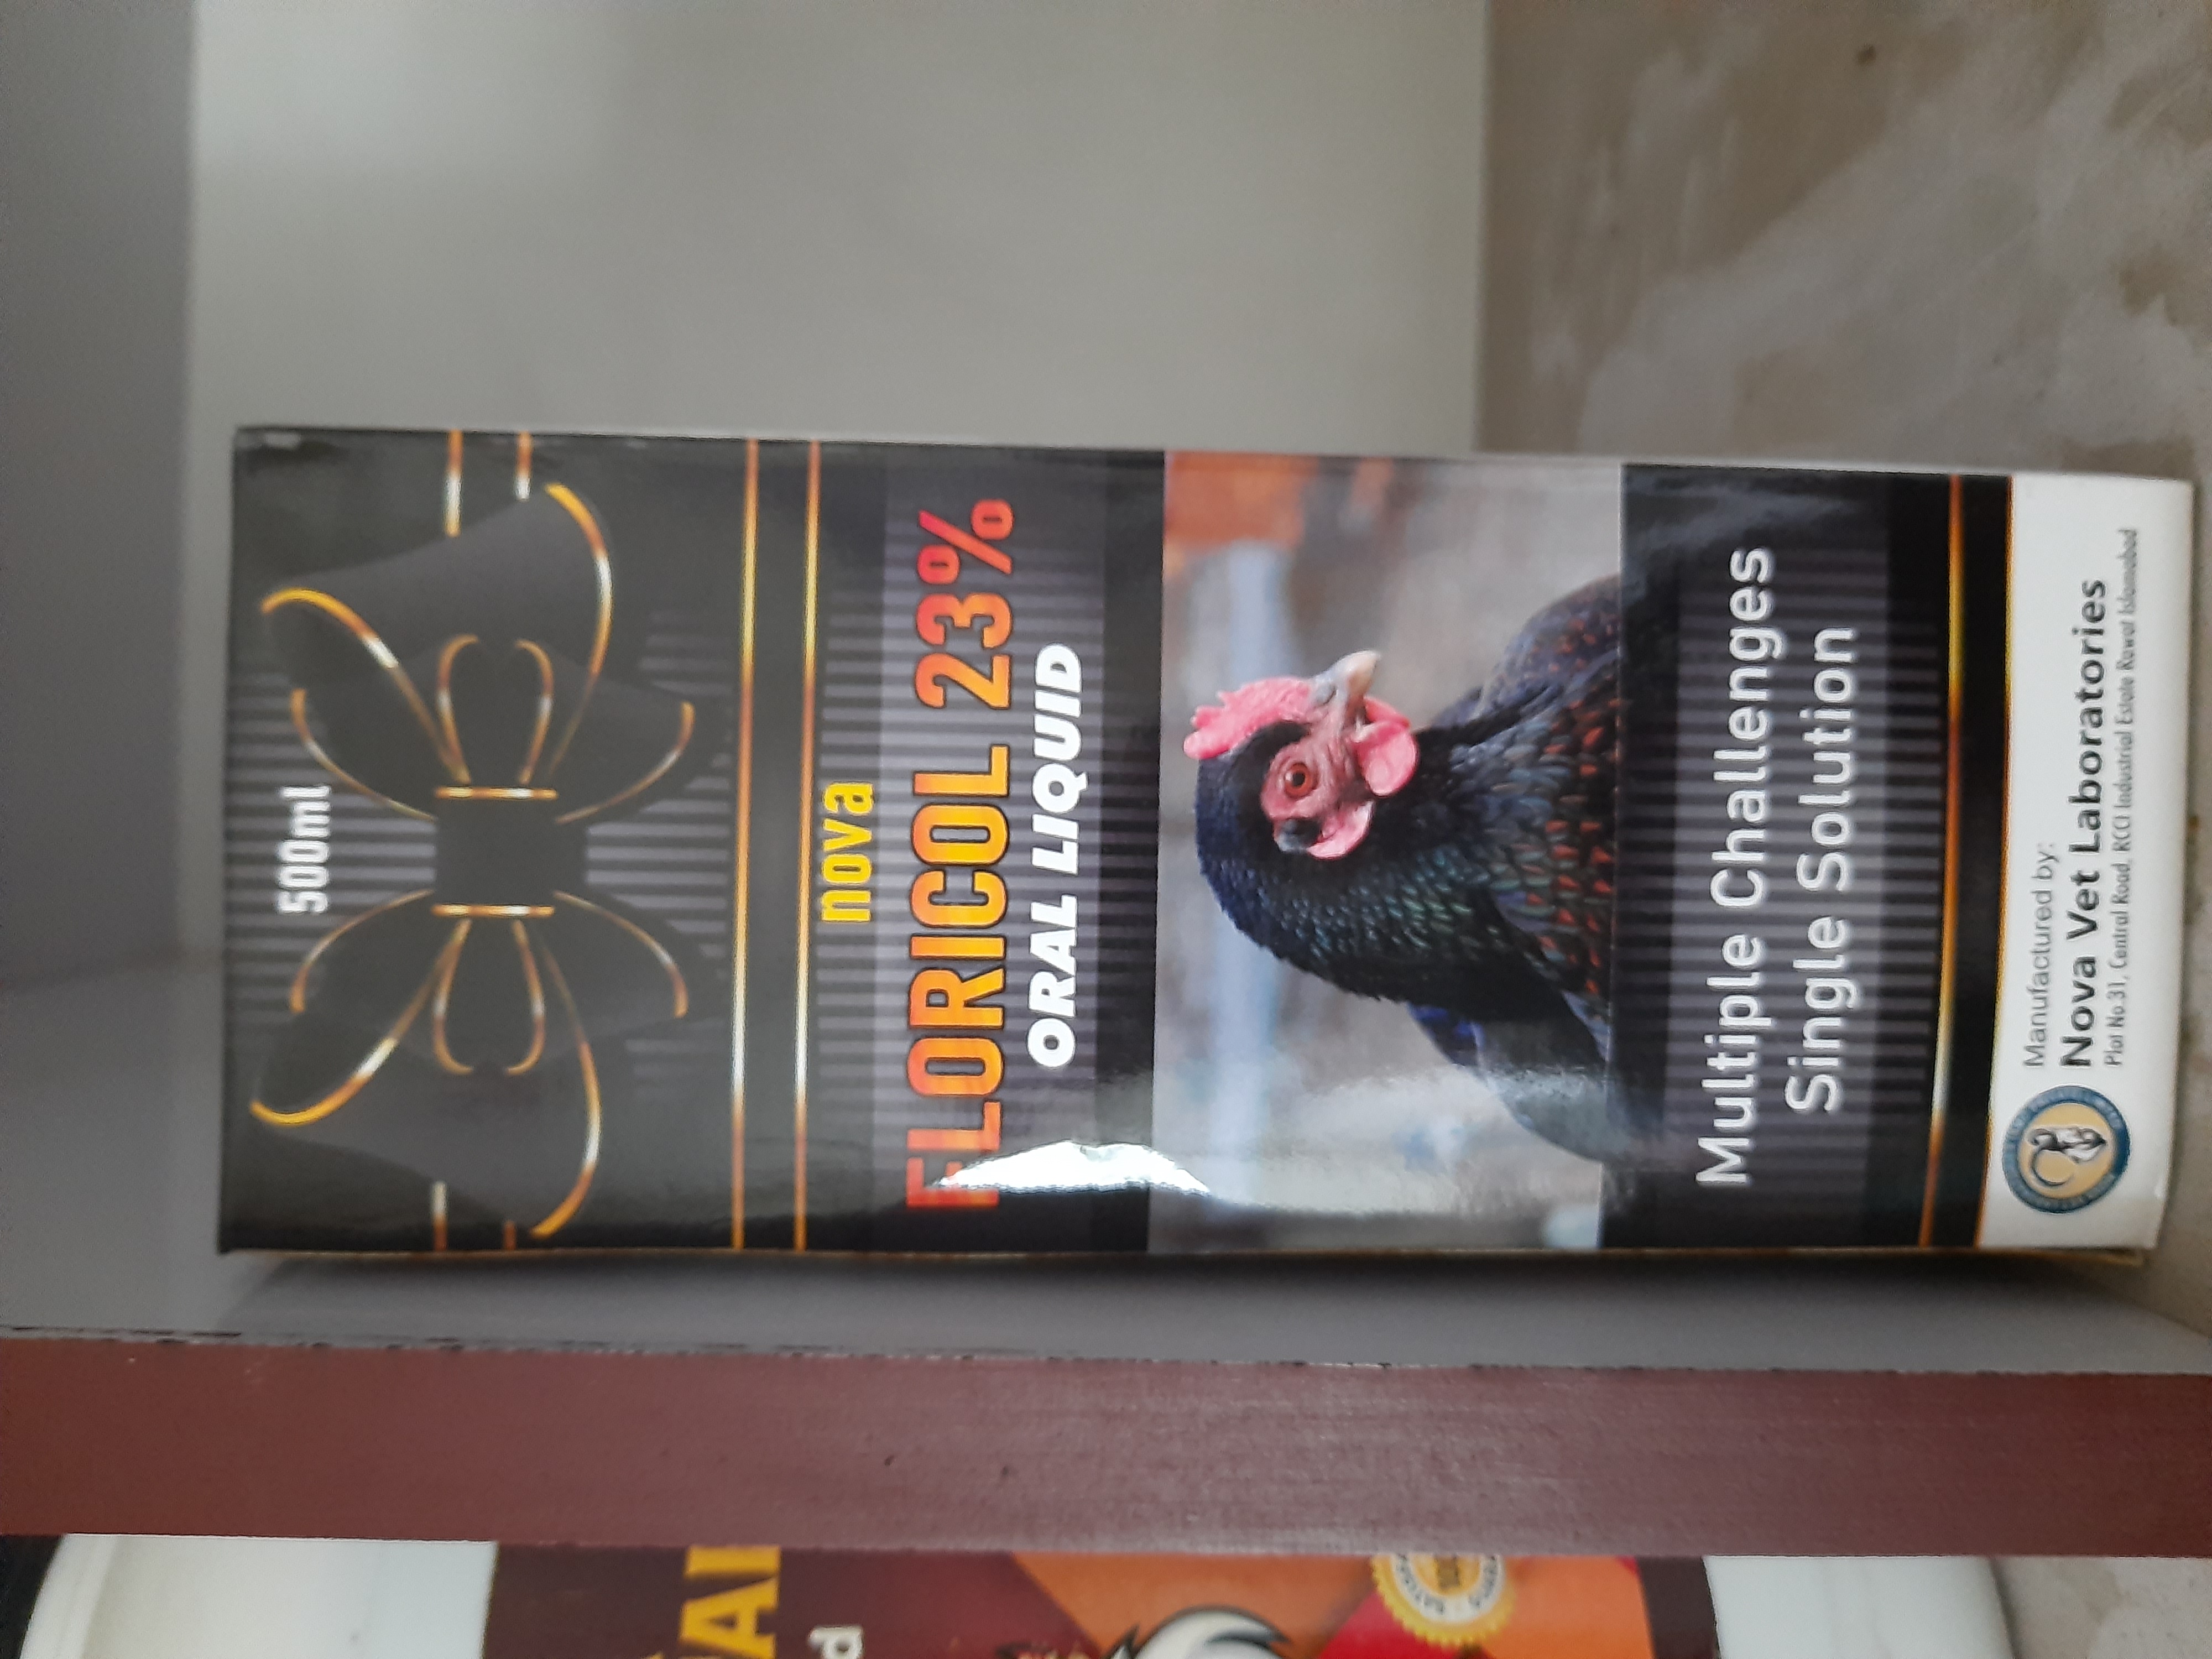 500ml
nova
FLORICOL 23%
ORAL LIQUID
Multiple Challenges
Single Solution
Manufactured by:
Nova Vet Laboratories
Plot No.31, Central Road, RCCI Industrial Estate Rawat Islamabad
d
100